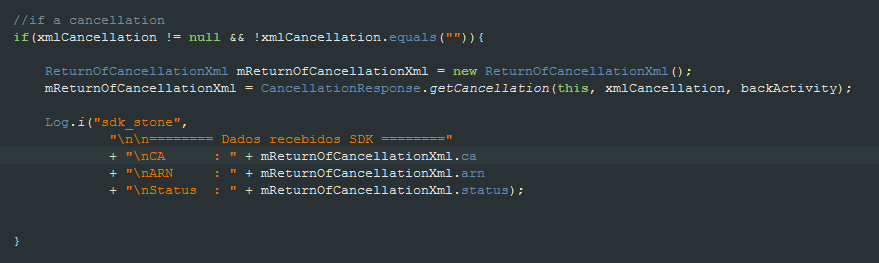 //if a cancellation
if(xmlCancellation != null && !xmlCancellation.equals("")){
ReturnOfCancellationXml mReturnOfCancellationXml = new ReturnOfCancellationXml();
mReturnOfCancellationXml = CancellationResponse.getCancellation(this, xmlCancellation, backActivity);
Log.i("sdk_stone",
"\n\n======== Dados recebidos SDK ========"
+ "\nCA      : " + mReturnOfCancellationXml.ca
+ "\nARN     : " + mReturnOfCancellationXml.arn
+ "\nStatus  : " + mReturnOfCancellationXml.status);
}